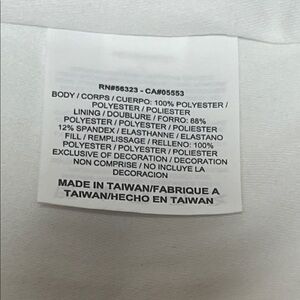 RN#56323 - CA#05553
BODY / CORPS / CUERPO: 100% POLYESTER /
POLYESTER / POLIESTER
LINING / DOUBLURE / FORRO: 88%
POLYESTER / POLYESTER / POLIESTER
12% SPANDEX / ELASTHANNE / ELASTANO
FILL / REMPLISSAGE / RELLENO: 100%
POLYESTER / POLYESTER / POLIESTER
EXCLUSIVE OF DECORATION / DECORATION
NON COMPRISE / NO INCLUYE LA
DECORACION
MADE IN TAIWAN/FABRIQUE A
TAIWAN/HECHO EN TAIWAN